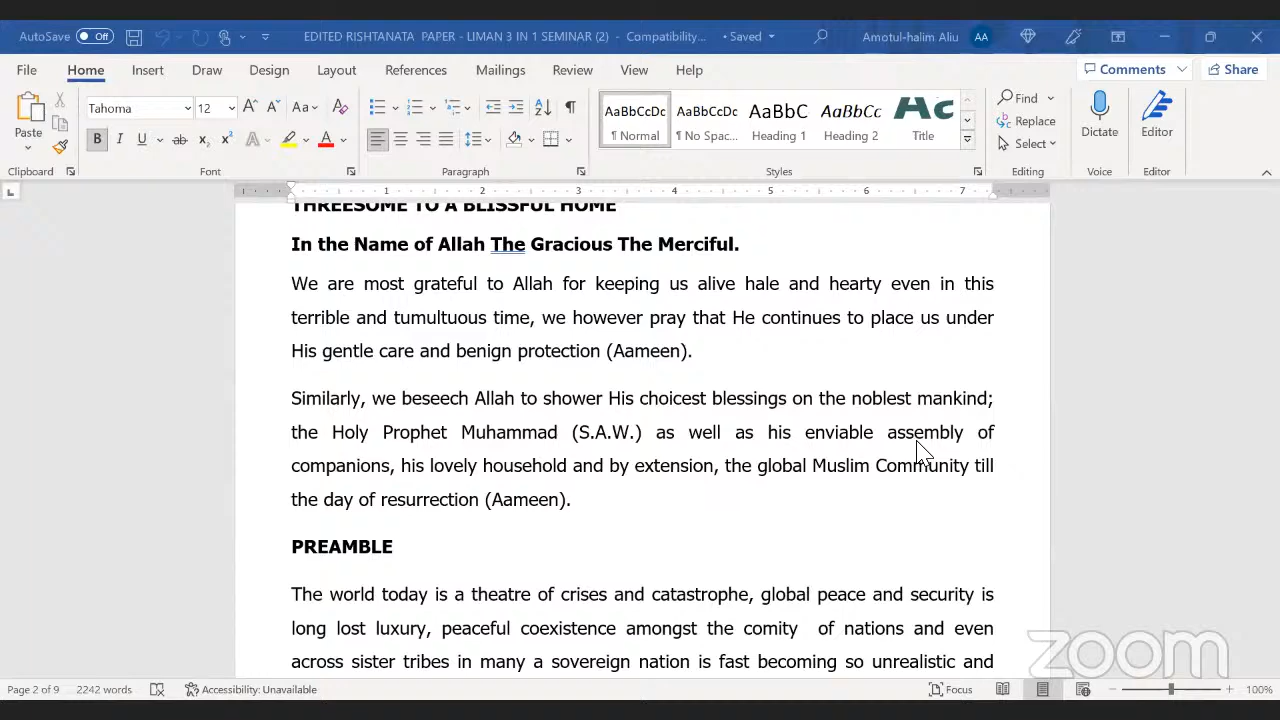 AutoSave Off EDITED RISHTANATA PAPER - LIMAN 3 IN 1 SEMINAR (2) - Compatibility... • Saved Amotul-halim Aliu AA
File Home Insert Draw Design Layout References Mailings Review View Help Comments Share
Paste Tahoma 12 Aa AaBbCcDc AaBbCcDc AaBbC AaBbCc Title Find Replace Select Dictate Editor
¶ Normal ¶ No Spac... Heading 1 Heading 2
Clipboard Font Paragraph Styles Editing Voice Editor
1 2 3 4 5 6 7
THREESOME TO A BLISSFUL HOME
In the Name of Allah The Gracious The Merciful.
We are most grateful to Allah for keeping us alive hale and hearty even in this
terrible and tumultuous time, we however pray that He continues to place us under
His gentle care and benign protection (Aameen).
Similarly, we beseech Allah to shower His choicest blessings on the noblest mankind;
the Holy Prophet Muhammad (S.A.W.) as well as his enviable assembly of
companions, his lovely household and by extension, the global Muslim Community till
the day of resurrection (Aameen).
PREAMBLE
The world today is a theatre of crises and catastrophe, global peace and security is
long lost luxury, peaceful coexistence amongst the comity of nations and even
across sister tribes in many a sovereign nation is fast becoming so unrealistic and
zoom
Page 2 of 9 2242 words Accessibility: Unavailable Focus 100%